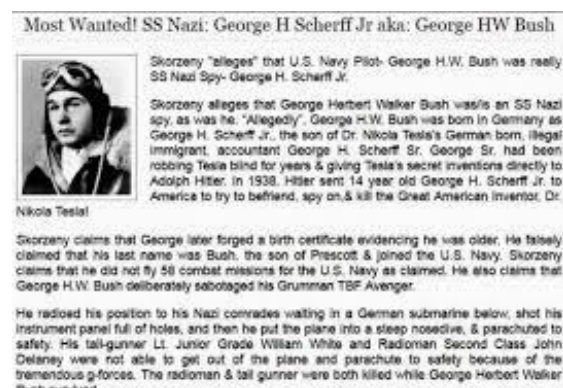 Most Wanted! SS Nazi: George H Scherff Jr aka: George HW Bush
Skorzeny "alleges" that U.S. Navy Pilot- George H.W. Bush was really
SS Nazi Spy- George H. Scherff Jr.
Skorzeny alleges that George Herbert Walker Bush was/is an SS Nazi
spy, as was he. "Allegedly", George H.W. Bush was born in Germany as
George H. Scherff Jr., the son of Dr. Nikola Tesla's German born, illegal
immigrant, accountant George H. Scherff Sr. George Sr. had been
robbing Tesla blind for years & giving Tesla's secret inventions directly to
Adolph Hitler. In 1938, Hitler sent 14 year old George H. Scherff Jr. to
America to try to befriend, spy on,& kill the Great American Inventor, Dr.
Nikola Tesla!
Skorzeny claims that George later forged a birth certificate evidencing he was older. He falsely
claimed that his last name was Bush, the son of Prescott & joined the U.S. Navy. Skorzeny
claims that he did not fly 58 combat missions for the U.S. Navy as claimed. He also claims that
George H.W. Bush deliberately sabotaged his Grumman TBF Avenger.
He radioed his position to his Nazi comrades waiting in a German submarine below, shot his
instrument panel full of holes, and then he put the plane into a steep nosedive, & parachuted to
safety. His tail-gunner Lt. Junior Grade William White and Radioman Second Class John
Delaney were not able to get out of the plane and parachute to safety because of the
tremendous g-forces. The radioman & tail gunner were both killed while George Herbert Walker